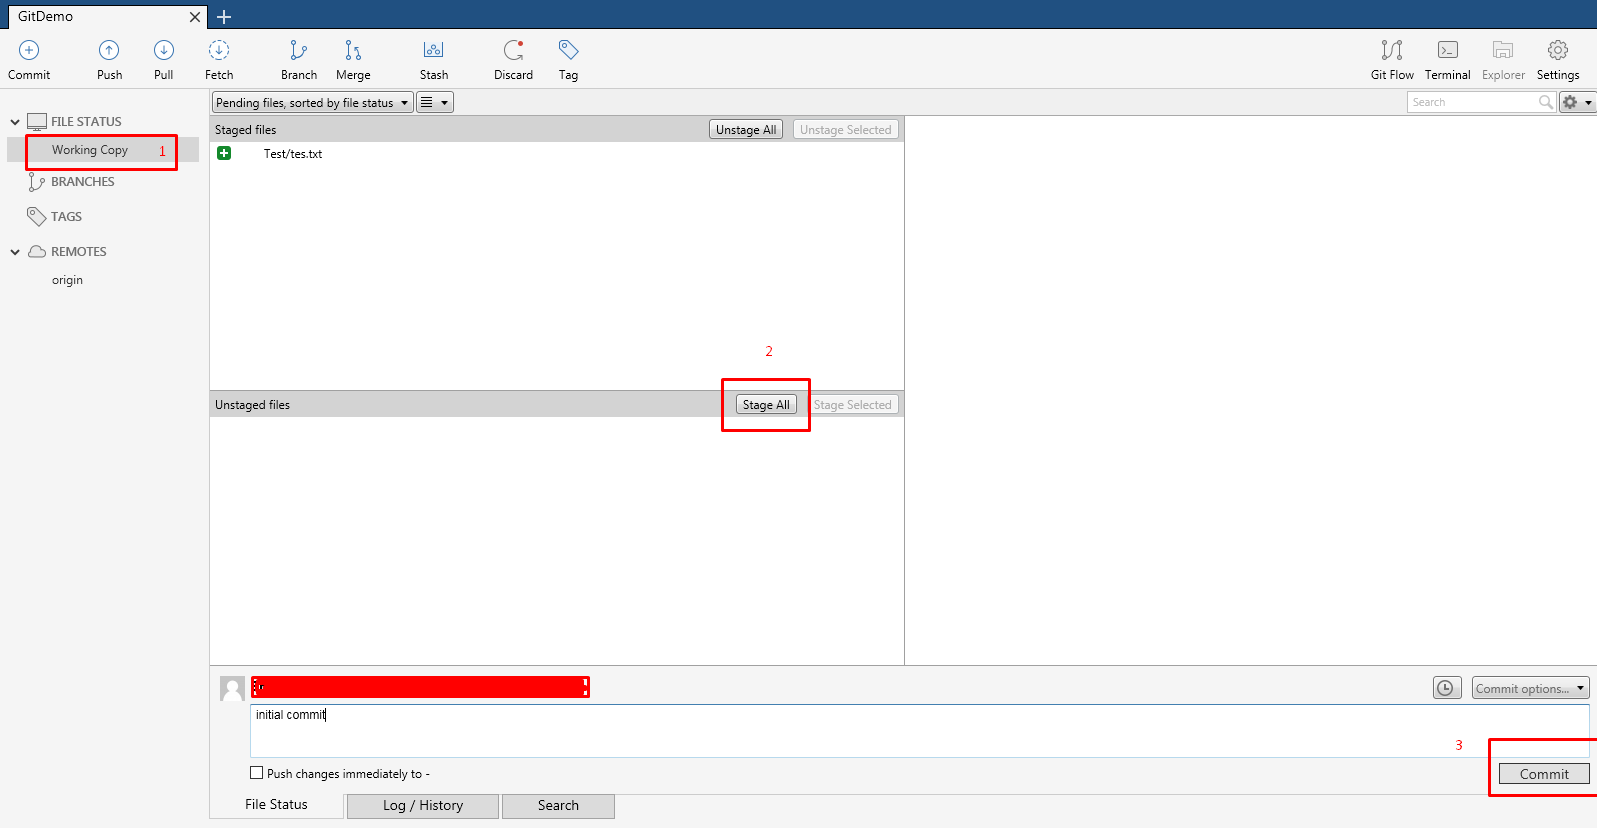 GitDemo
Commit Push Pull Fetch Branch Merge Stash Discard Tag Git Flow Terminal Explorer Settings
Pending files, sorted by file status
Search
FILE STATUS
Working Copy 1
BRANCHES
TAGS
REMOTES
origin
Staged files Unstage All Unstage Selected
Test/tes.txt
2
Unstaged files Stage All Stage Selected
Commit options...
initial commit
3
Push changes immediately to -
Commit
File Status Log / History Search